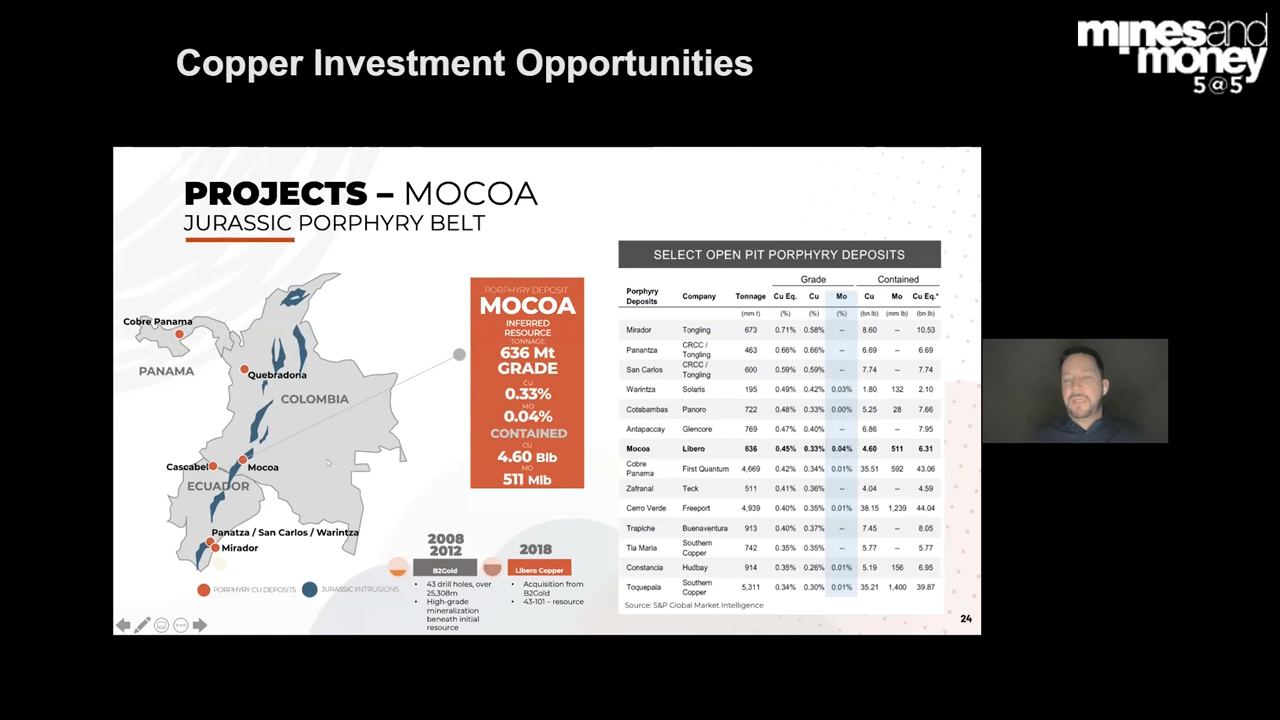 Copper Investment Opportunities
minesand
money
5@5
PROJECTS – MOCOA
JURASSIC PORPHYRY BELT
Cobre Panama
PANAMA
Quebradona
COLOMBIA
Cascabel
Mocoa
ECUADOR
Panatza / San Carlos / Warintza
Mirador
PORPHYRY CU DEPOSITS
JURASSIC INTRUSIONS
PORPHYRY DEPOSIT
MOCOA
INFERRED
RESOURCE
TONNAGE
636 Mt
GRADE
CU
0.33%
MO
0.04%
CONTAINED
CU
4.60 Blb
MO
511 Mlb
2008
2012
B2Gold
• 43 drill holes, over
25,308m
• High-grade
mineralization
beneath initial
resource
2018
Libero Copper
• Acquisition from
B2Gold
• 43-101 – resource
SELECT OPEN PIT PORPHYRY DEPOSITS
Grade Contained
Porphyry
Deposits Company Tonnage Cu Eq. Cu Mo Cu Mo Cu Eq.*
(mm t) (%) (%) (%) (bn lb) (mm lb) (bn lb)
Mirador Tongling 673 0.71% 0.58% -- 8.60 -- 10.53
Panantza CRCC /
Tongling 463 0.66% 0.66% -- 6.69 -- 6.69
San Carlos CRCC /
Tongling 600 0.59% 0.59% -- 7.74 -- 7.74
Warintza Solaris 195 0.49% 0.42% 0.03% 1.80 132 2.10
Cotabambas Panoro 722 0.48% 0.33% 0.00% 5.25 28 7.66
Antapaccay Glencore 769 0.47% 0.40% -- 6.86 -- 7.95
Mocoa Libero 636 0.45% 0.33% 0.04% 4.60 511 6.31
Cobre
Panama First Quantum 4,669 0.42% 0.34% 0.01% 35.51 592 43.06
Zafranal Teck 511 0.41% 0.36% -- 4.04 -- 4.59
Cerro Verde Freeport 4,939 0.40% 0.35% 0.01% 38.15 1,239 44.04
Trapiche Buenaventura 913 0.40% 0.37% -- 7.45 -- 8.05
Tia Maria Southern
Copper 742 0.35% 0.35% -- 5.77 -- 5.77
Constancia Hudbay 914 0.35% 0.26% 0.01% 5.19 156 6.95
Toquepala Southern
Copper 5,311 0.34% 0.30% 0.01% 35.21 1,400 39.87
Source: S&P Global Market Intelligence
24